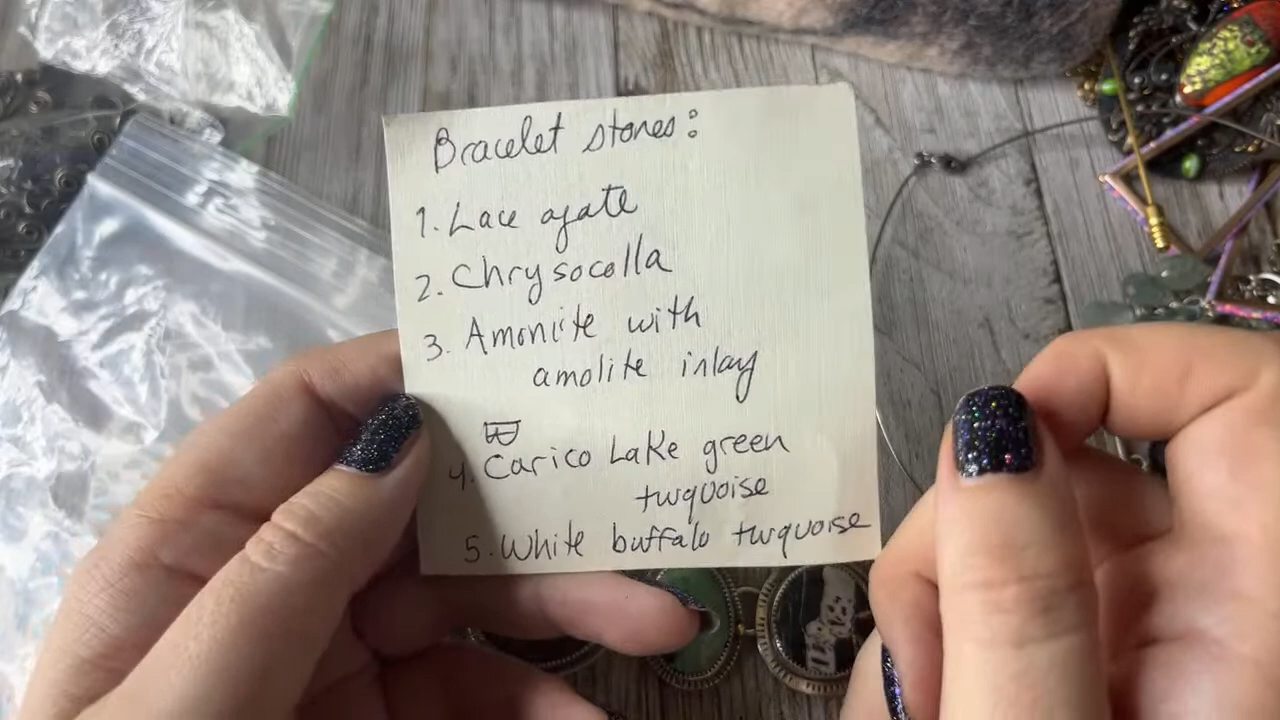 Bracelet stones:
1. Lace agate
2. Chrysocolla
3. Amoniite with
amolite inlay
4. Carico Lake green
turquoise
5. White buffalo turquoise